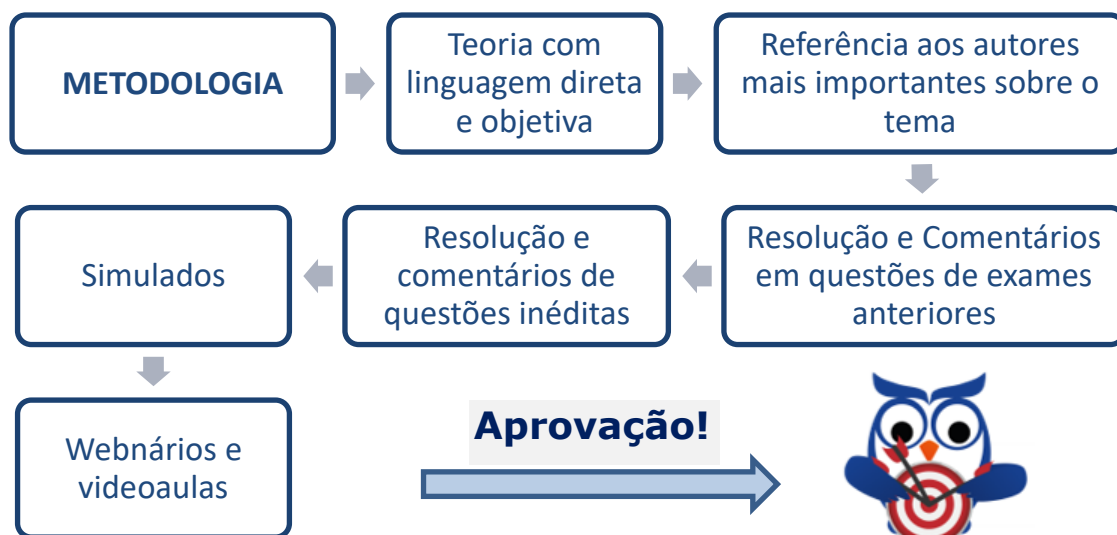 METODOLOGIA
Teoria com
linguagem direta
e objetiva
Referência aos autores
mais importantes sobre o
tema
Resolução e Comentários
em questões de exames
anteriores
Resolução e
comentários de
questões inéditas
Simulados
Webnários e
videoaulas
Aprovação!